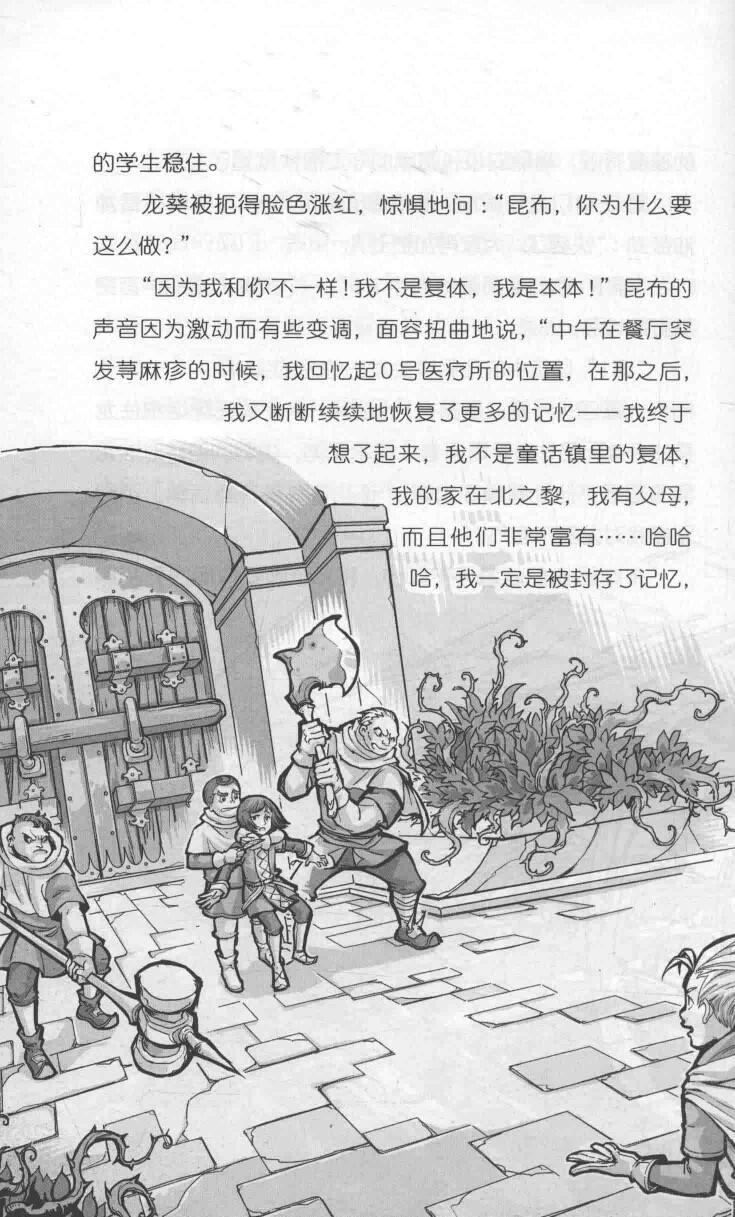 的学生稳住。
龙葵被扼得脸色涨红，惊惧地问：“昆布，你为什么要
这么做？”
“因为我和你不一样！我不是复体，我是本体！”昆布的
声音因为激动而有些变调，面容扭曲地说，“中午在餐厅突
发荨麻疹的时候，我回忆起0号医疗所的位置，在那之后，
我又断断续续地恢复了更多的记忆——我终于
想了起来，我不是童话镇里的复体，
我的家在北之黎，我有父母，
而且他们非常富有……哈哈
哈，我一定是被封存了记忆，